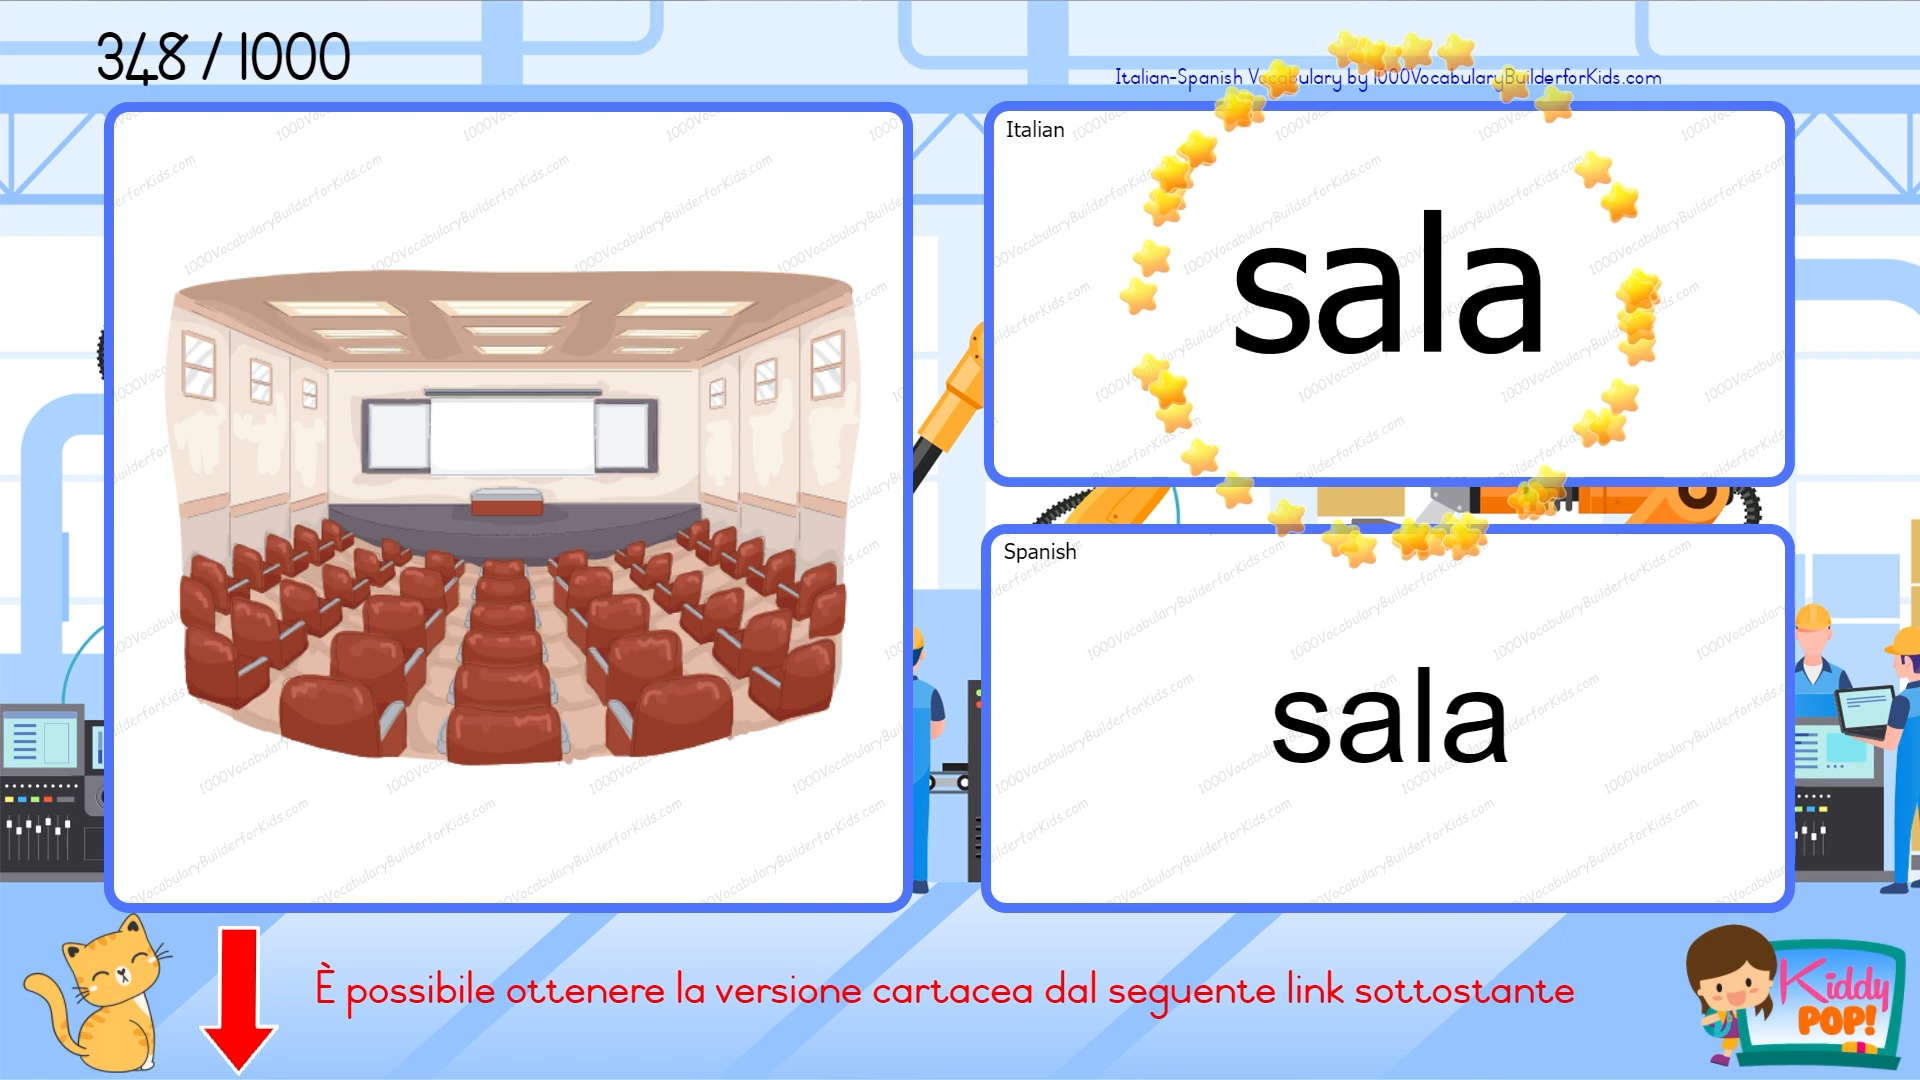 348 / 1000
Italian-Spanish Vocabulary by 1000VocabularyBuilderforKids.com
Italian
sala
Spanish
sala
È possibile ottenere la versione cartacea dal seguente link sottostante
Kiddy
POP!